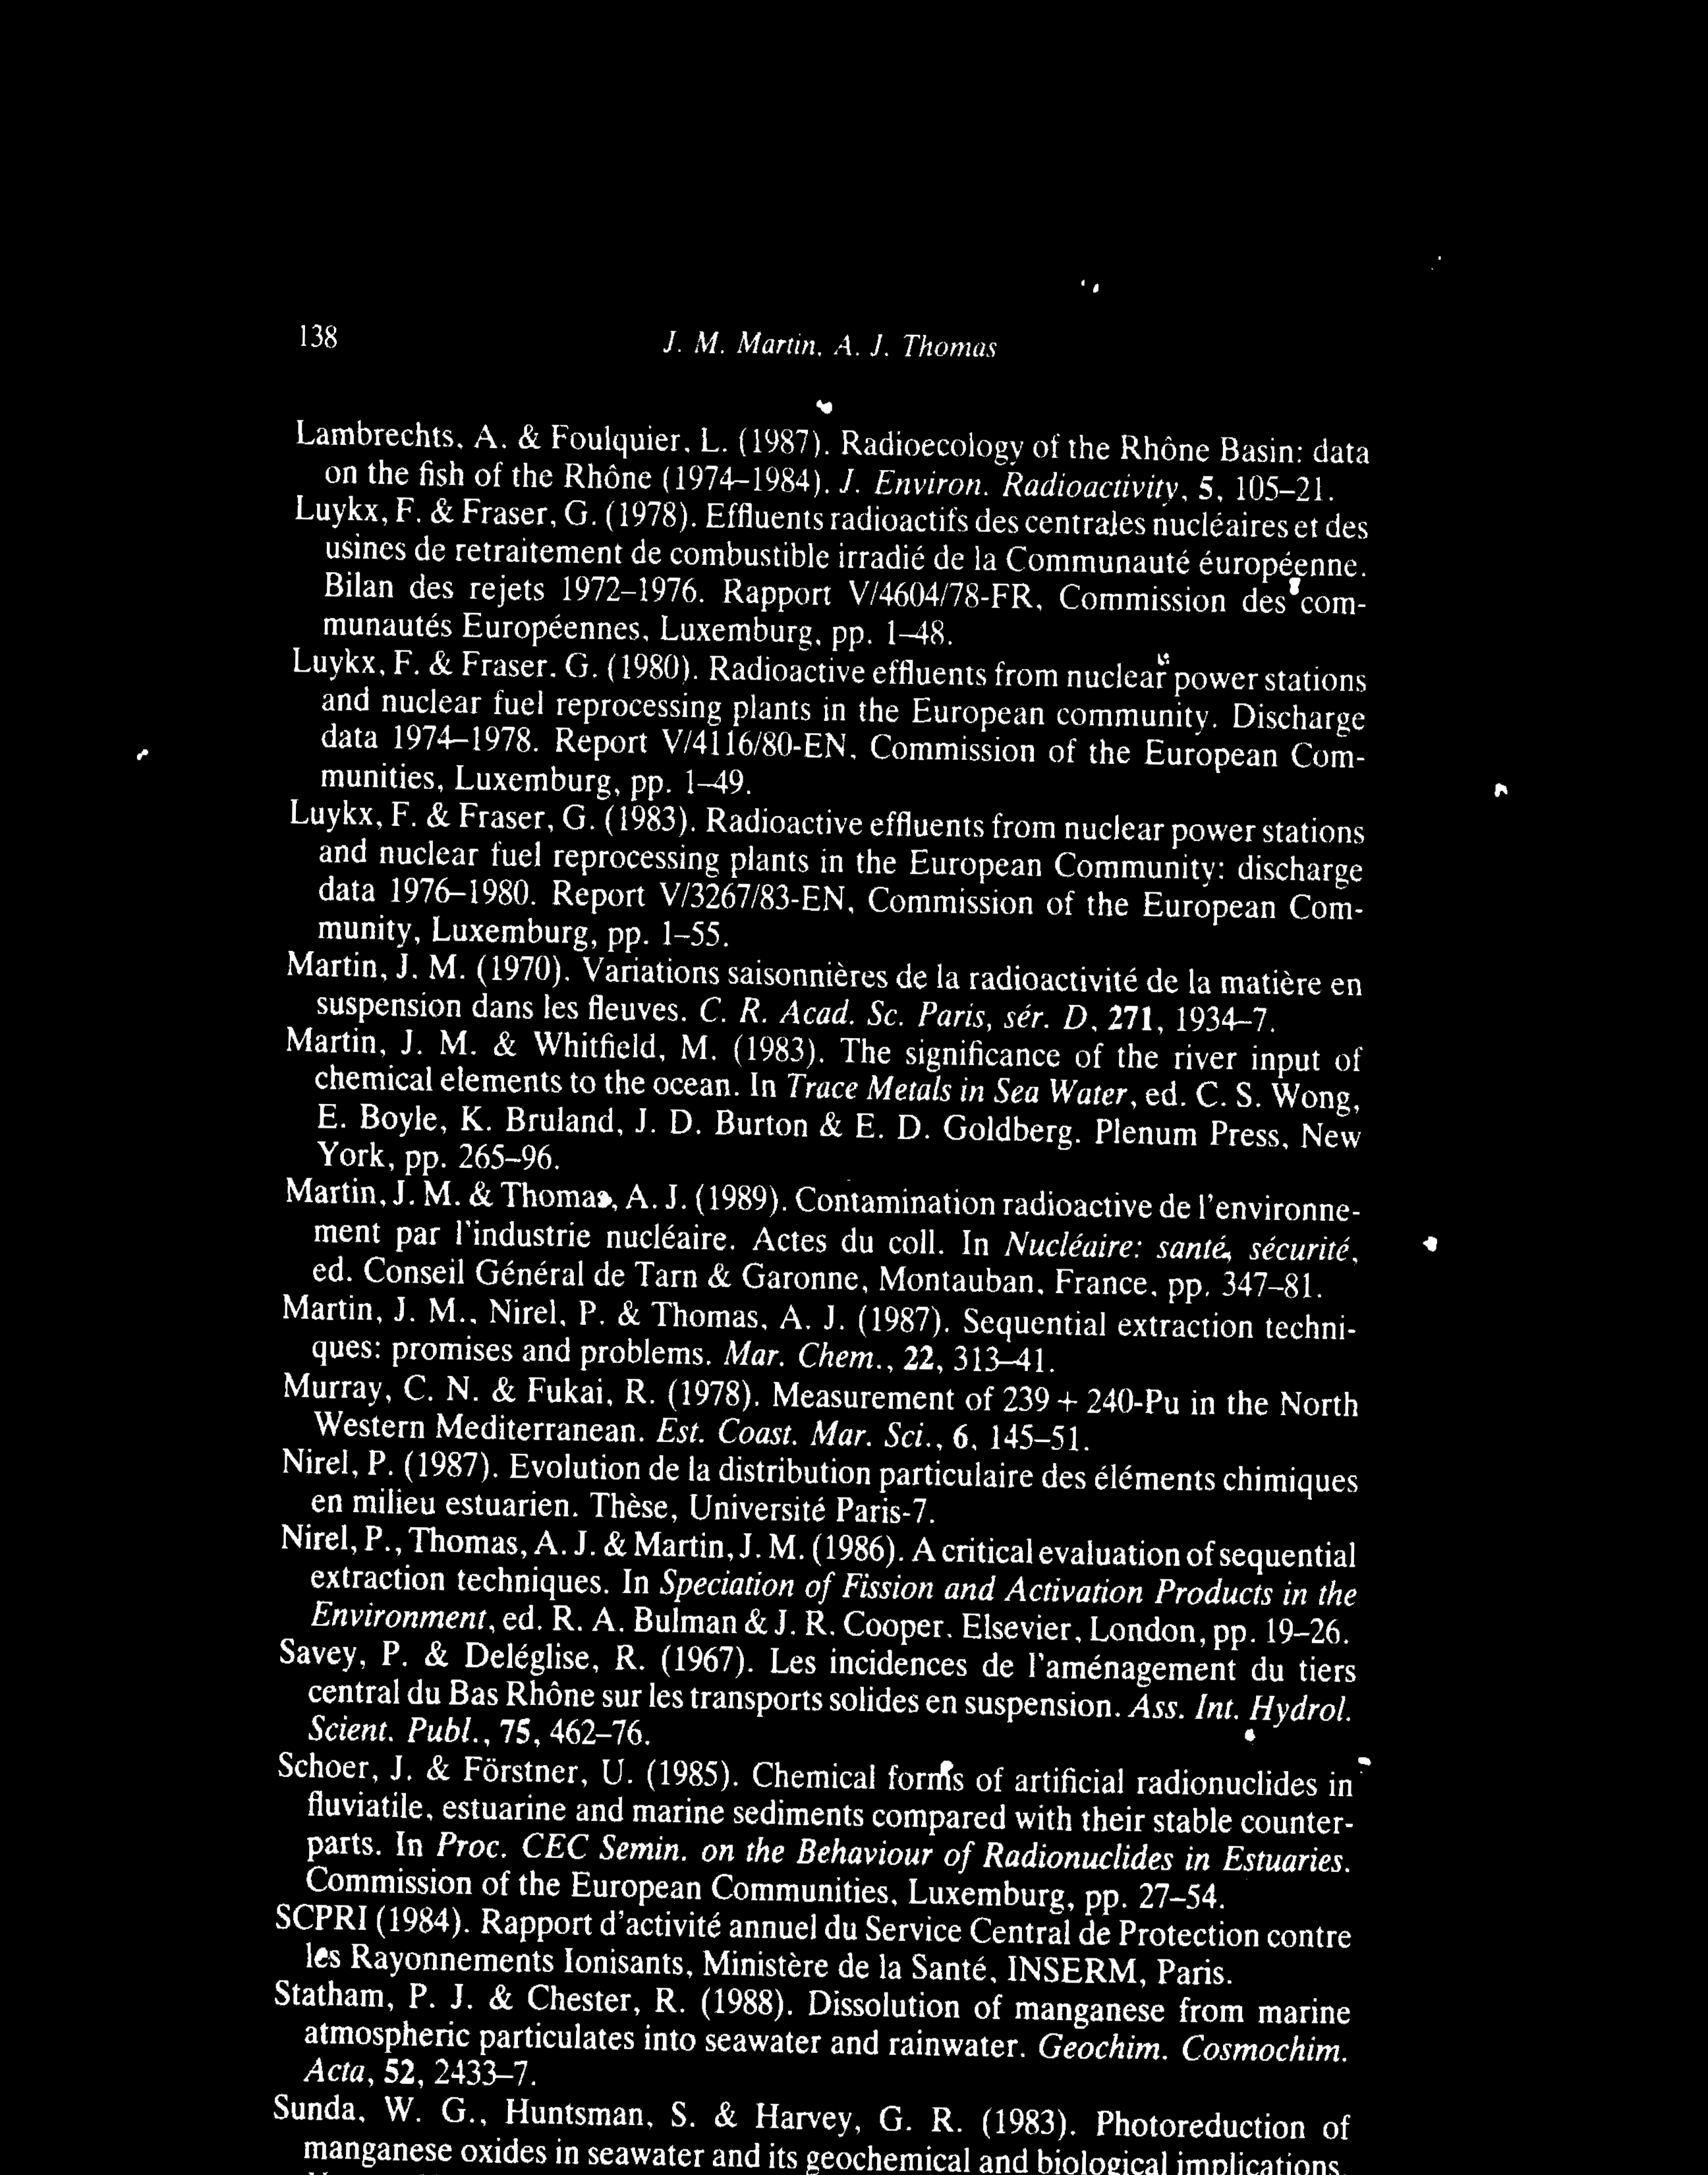 138
J. M. Martin, A. J. Thomas
Lambrechts, A. & Foulquier, L. (1987). Radioecology of the Rhône Basin: data
on the fish of the Rhône (1974–1984). J. Environ. Radioactivity, 5, 105–21.
Luykx, F. & Fraser, G. (1978). Effluents radioactifs des centrales nucléaires et des
usines de retraitement de combustible irradié de la Communauté éuropéenne.
Bilan des rejets 1972–1976. Rapport V/4604/78-FR, Commission des com-
munautés Européennes, Luxemburg, pp. 1–48.
Luykx, F. & Fraser, G. (1980). Radioactive effluents from nuclear power stations
and nuclear fuel reprocessing plants in the European community. Discharge
data 1974–1978. Report V/4116/80-EN, Commission of the European Com-
munities, Luxemburg, pp. 1–49.
Luykx, F. & Fraser, G. (1983). Radioactive effluents from nuclear power stations
and nuclear fuel reprocessing plants in the European Community: discharge
data 1976–1980. Report V/3267/83-EN, Commission of the European Com-
munity, Luxemburg, pp. 1–55.
Martin, J. M. (1970). Variations saisonnières de la radioactivité de la matière en
suspension dans les fleuves. C. R. Acad. Sc. Paris, sér. D, 271, 1934–7.
Martin, J. M. & Whitfield, M. (1983). The significance of the river input of
chemical elements to the ocean. In Trace Metals in Sea Water, ed. C. S. Wong,
E. Boyle, K. Bruland, J. D. Burton & E. D. Goldberg. Plenum Press, New
York, pp. 265–96.
Martin, J. M. & Thomas, A. J. (1989). Contamination radioactive de l'environne-
ment par l'industrie nucléaire. Actes du coll. In Nucléaire: santé, sécurité,
ed. Conseil Général de Tarn & Garonne, Montauban, France, pp. 347–81.
Martin, J. M., Nirel, P. & Thomas, A. J. (1987). Sequential extraction techni-
ques: promises and problems. Mar. Chem., 22, 313–41.
Murray, C. N. & Fukai, R. (1978). Measurement of 239 + 240-Pu in the North
Western Mediterranean. Est. Coast. Mar. Sci., 6, 145–51.
Nirel, P. (1987). Evolution de la distribution particulaire des éléments chimiques
en milieu estuarien. Thèse, Université Paris-7.
Nirel, P., Thomas, A. J. & Martin, J. M. (1986). A critical evaluation of sequential
extraction techniques. In Speciation of Fission and Activation Products in the
Environment, ed. R. A. Bulman & J. R. Cooper. Elsevier, London, pp. 19–26.
Savey, P. & Deléglise, R. (1967). Les incidences de l'aménagement du tiers
central du Bas Rhône sur les transports solides en suspension. Ass. Int. Hydrol.
Scient. Publ., 75, 462–76.
Schoer, J. & Förstner, U. (1985). Chemical forms of artificial radionuclides in
fluviatile, estuarine and marine sediments compared with their stable counter-
parts. In Proc. CEC Semin. on the Behaviour of Radionuclides in Estuaries.
Commission of the European Communities, Luxemburg, pp. 27–54.
SCPRI (1984). Rapport d'activité annuel du Service Central de Protection contre
les Rayonnements Ionisants, Ministère de la Santé, INSERM, Paris.
Statham, P. J. & Chester, R. (1988). Dissolution of manganese from marine
atmospheric particulates into seawater and rainwater. Geochim. Cosmochim.
Acta, 52, 2433–7.
Sunda, W. G., Huntsman, S. & Harvey, G. R. (1983). Photoreduction of
manganese oxides in seawater and its geochemical and biological implications.